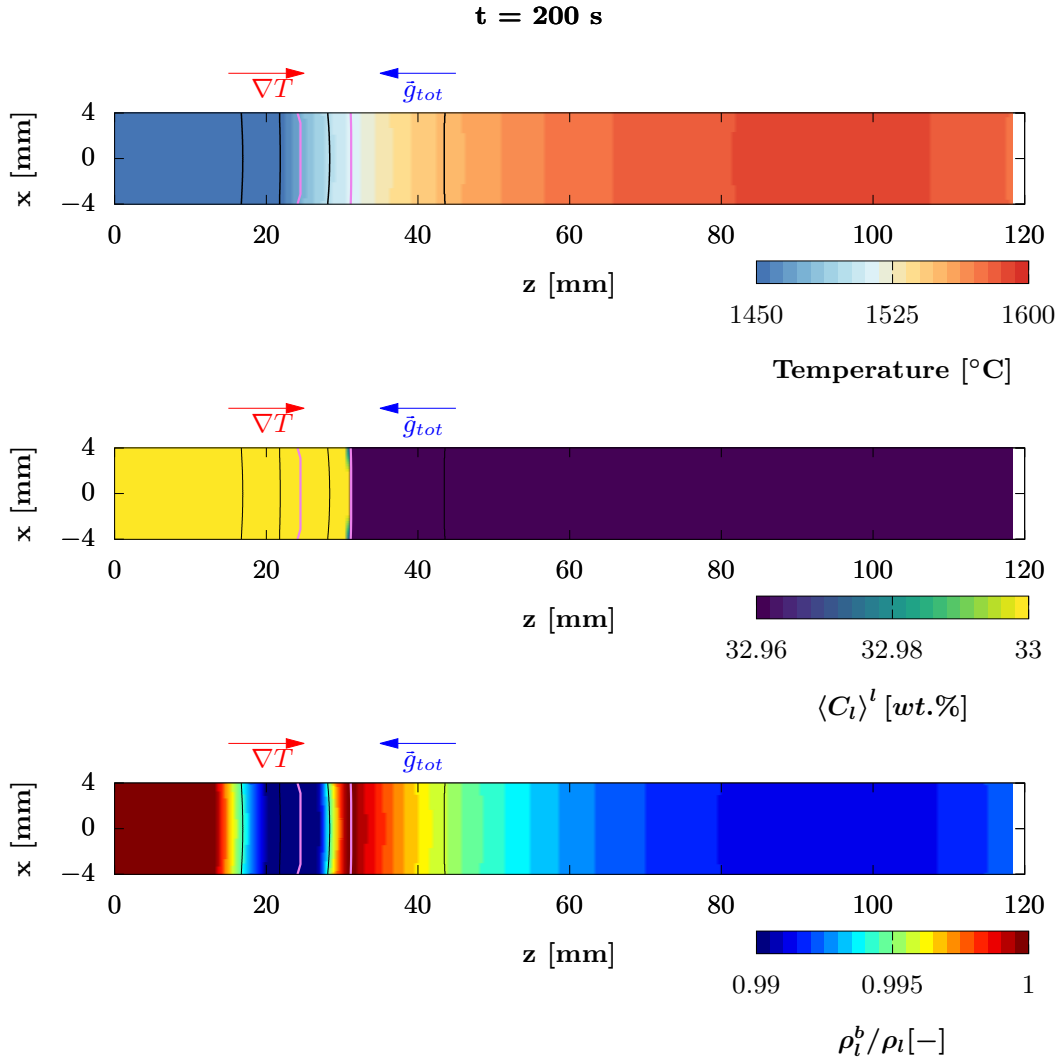 t = 200 s
∇T g⃗tot
4
0
−4
x [mm]
0 20 40 60 80 100 120
z [mm]
1450 1525 1600
Temperature [°C]
∇T g⃗tot
4
0
−4
x [mm]
0 20 40 60 80 100 120
z [mm]
32.96 32.98 33
⟨Cl⟩^l [wt.%]
∇T g⃗tot
4
0
−4
x [mm]
0 20 40 60 80 100 120
z [mm]
0.99 0.995 1
ρ_l^b/ρ_l[−]